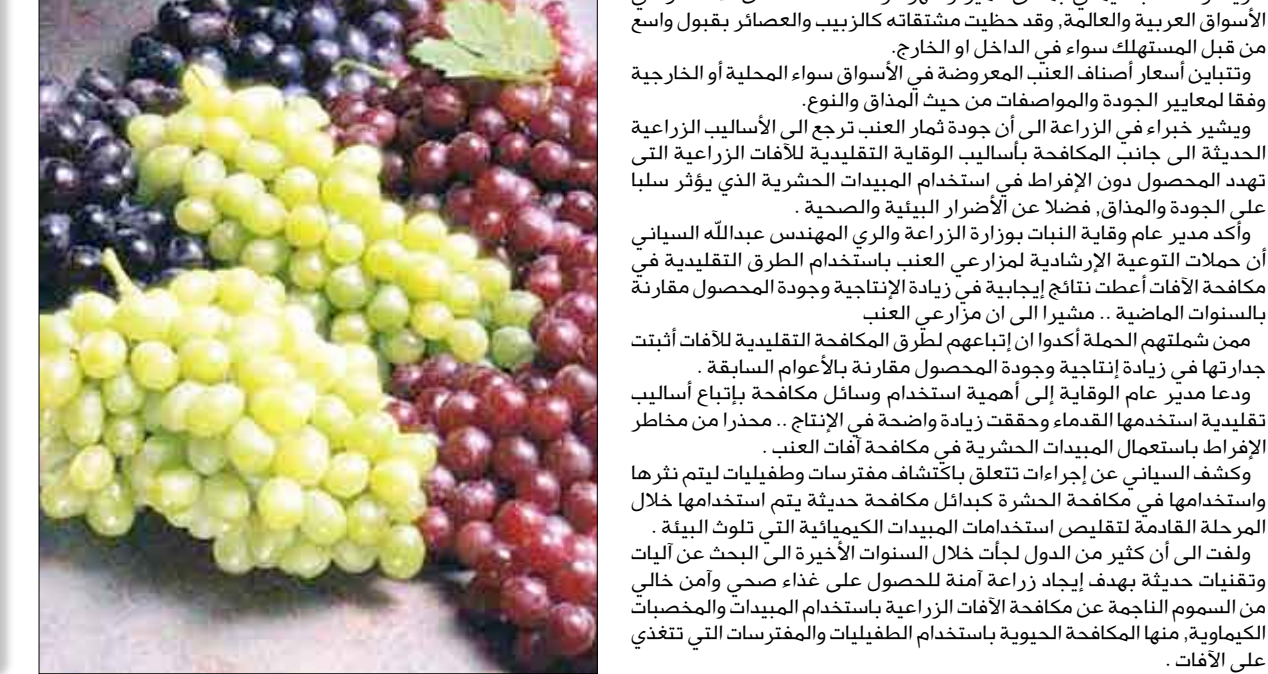 الأسواق العربية والعالمة, وقد حظيت مشتقاته كالزبيب والعصائر بقبول واسع
من قبل المستهلك سواء في الداخل او الخارج.
وتتباين أسعار أصناف العنب المعروضة في الأسواق سواء المحلية أو الخارجية
وفقا لمعايير الجودة والمواصفات من حيث المذاق والنوع.
ويشير خبراء في الزراعة الى أن جودة ثمار العنب ترجع الى الأساليب الزراعية
الحديثة الى جانب المكافحة بأساليب الوقاية التقليدية للآفات الزراعية التى
تهدد المحصول دون الإفراط في استخدام المبيدات الحشرية الذي يؤثر سلبا
على الجودة والمذاق, فضلا عن الأضرار البيئية والصحية .
وأكد مدير عام وقاية النبات بوزارة الزراعة والري المهندس عبدالله السياني
أن حملات التوعية الإرشادية لمزارعي العنب باستخدام الطرق التقليدية في
مكافحة الآفات أعطت نتائج إيجابية في زيادة الإنتاجية وجودة المحصول مقارنة
بالسنوات الماضية .. مشيرا الى ان مزارعي العنب
ممن شملتهم الحملة أكدوا ان إتباعهم لطرق المكافحة التقليدية للآفات أثبتت
جدارتها في زيادة إنتاجية وجودة المحصول مقارنة بالأعوام السابقة .
ودعا مدير عام الوقاية إلى أهمية استخدام وسائل مكافحة بإتباع أساليب
تقليدية استخدمها القدماء وحققت زيادة واضحة في الإنتاج .. محذرا من مخاطر
الإفراط باستعمال المبيدات الحشرية في مكافحة آفات العنب .
وكشف السياني عن إجراءات تتعلق باكتشاف مفترسات وطفيليات ليتم نثرها
واستخدامها في مكافحة الحشرة كبدائل مكافحة حديثة يتم استخدامها خلال
المرحلة القادمة لتقليص استخدامات المبيدات الكيميائية التي تلوث البيئة .
ولفت الى أن كثير من الدول لجأت خلال السنوات الأخيرة الى البحث عن آليات
وتقنيات حديثة بهدف إيجاد زراعة آمنة للحصول على غذاء صحي وآمن خالي
من السموم الناجمة عن مكافحة الآفات الزراعية باستخدام المبيدات والمخصبات
الكيماوية, منها المكافحة الحيوية باستخدام الطفيليات والمفترسات التي تتغذي
على الآفات .